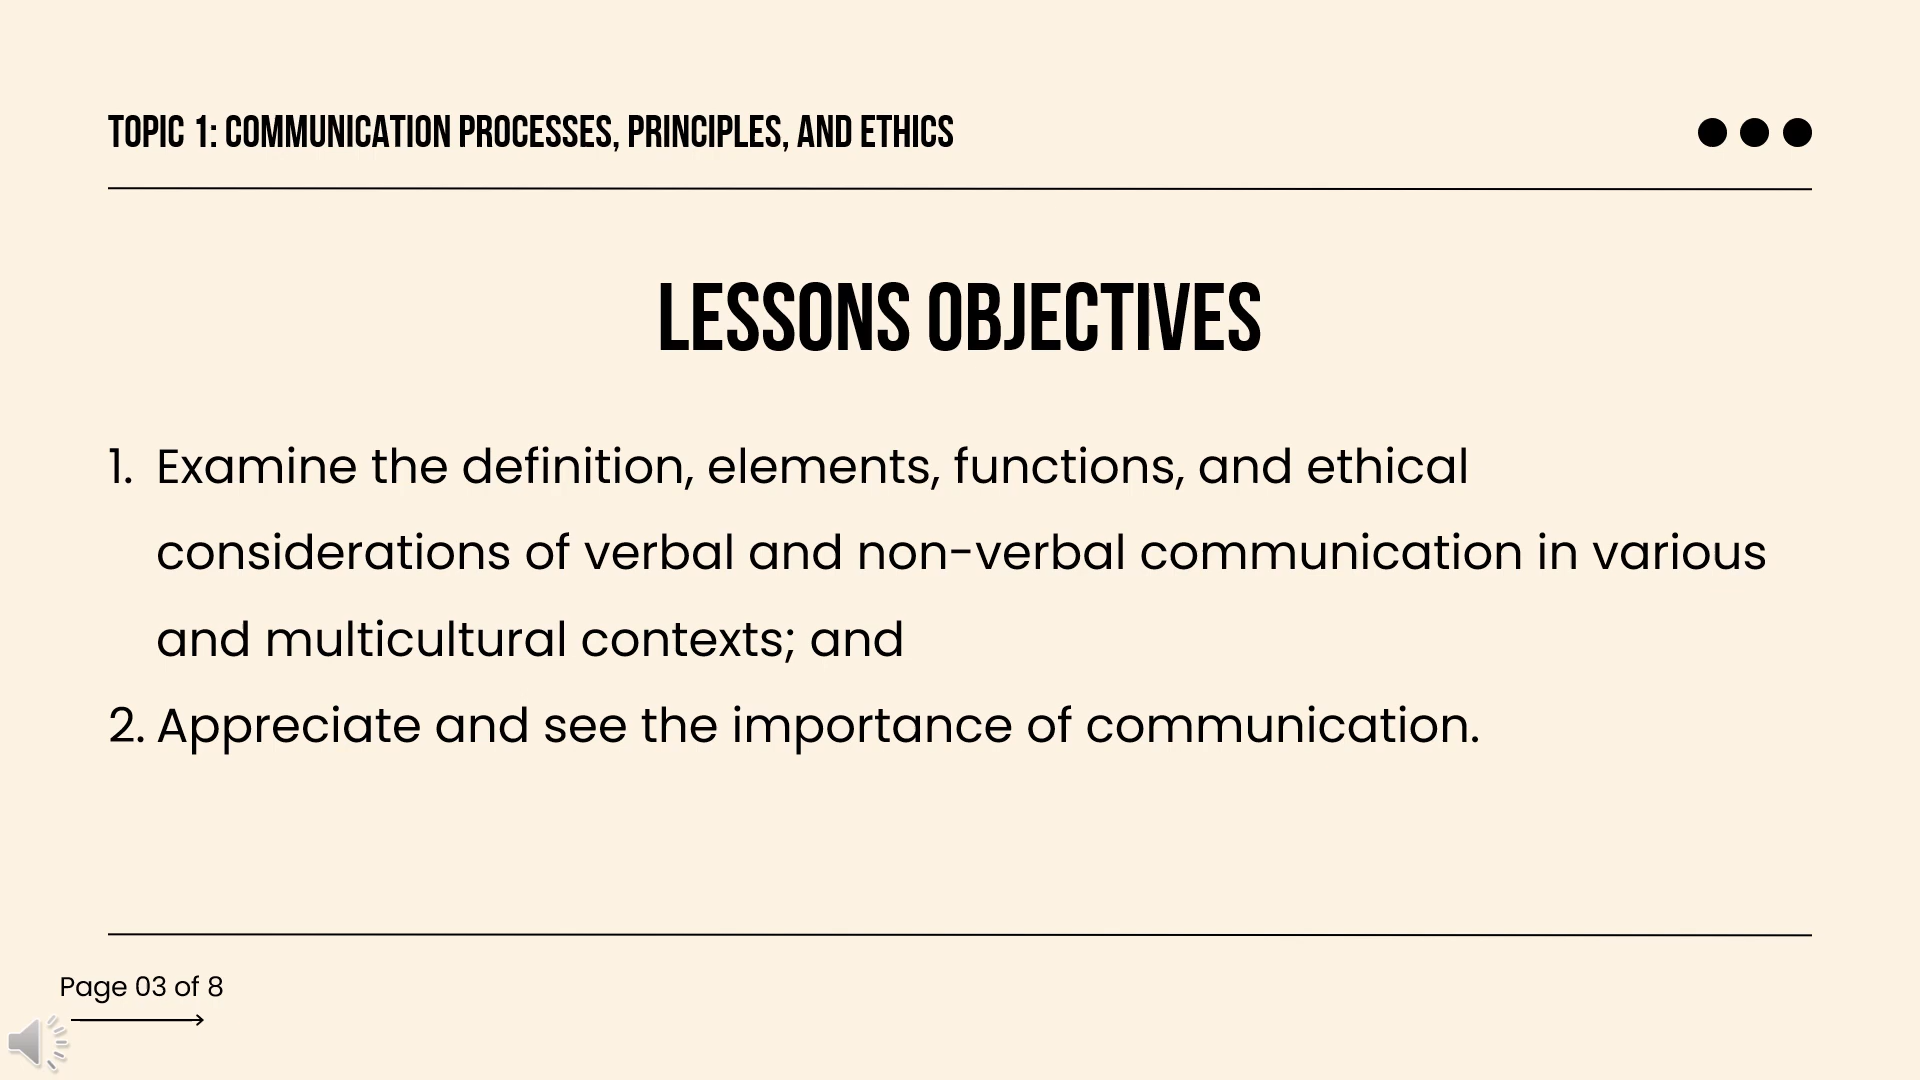 TOPIC 1: COMMUNICATION PROCESSES, PRINCIPLES, AND ETHICS
LESSONS OBJECTIVES
1. Examine the definition, elements, functions, and ethical
considerations of verbal and non-verbal communication in various
and multicultural contexts; and
2. Appreciate and see the importance of communication.
Page 03 of 8